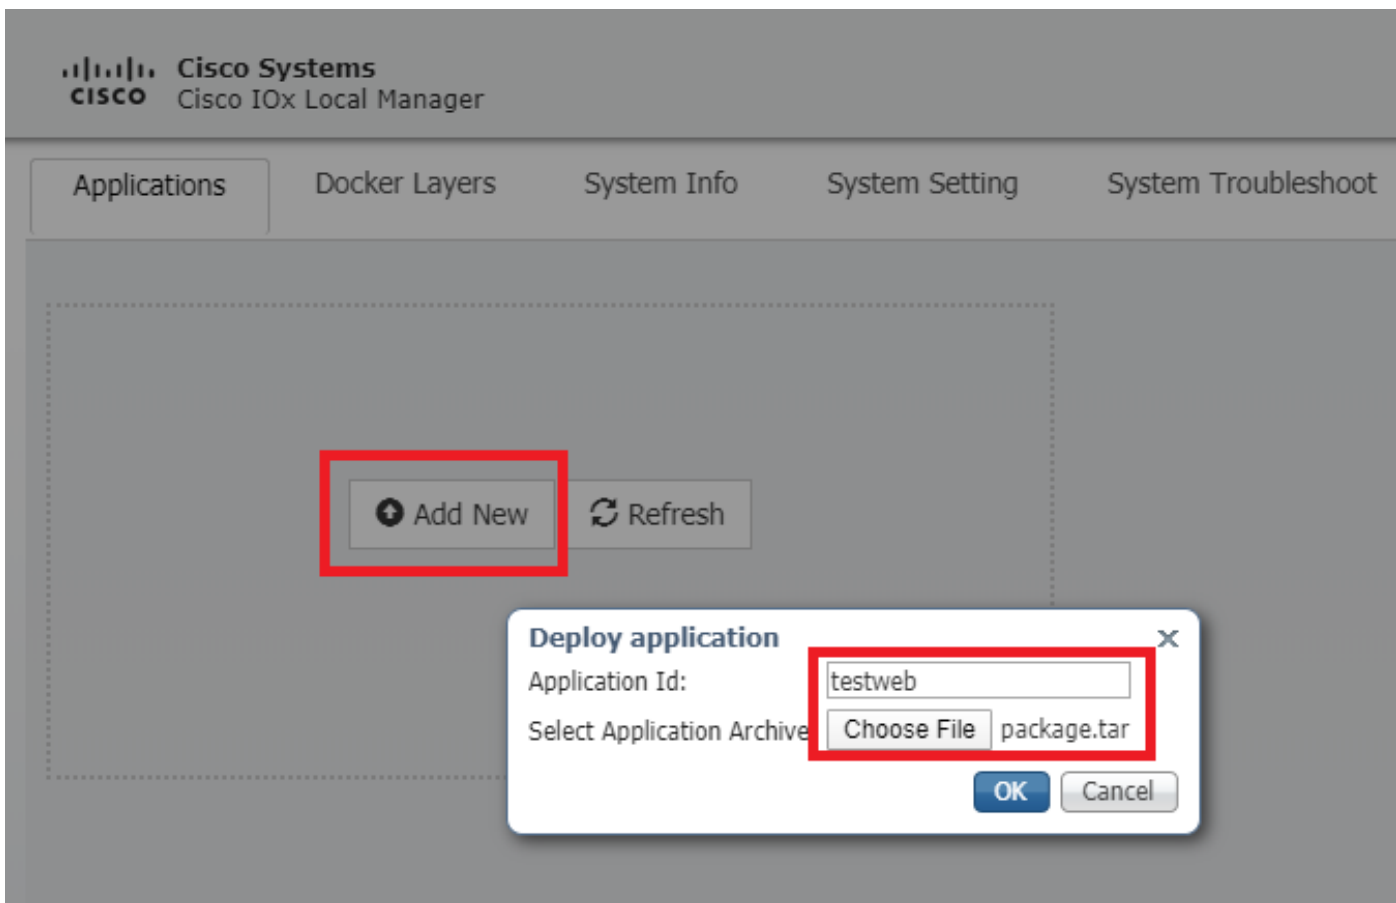 Cisco Systems
CISCO Cisco IOx Local Manager
Applications Docker Layers System Info System Setting System Troubleshoot
Add New Refresh
Deploy application x
Application Id: testweb
Select Application Archive Choose File package.tar
OK Cancel